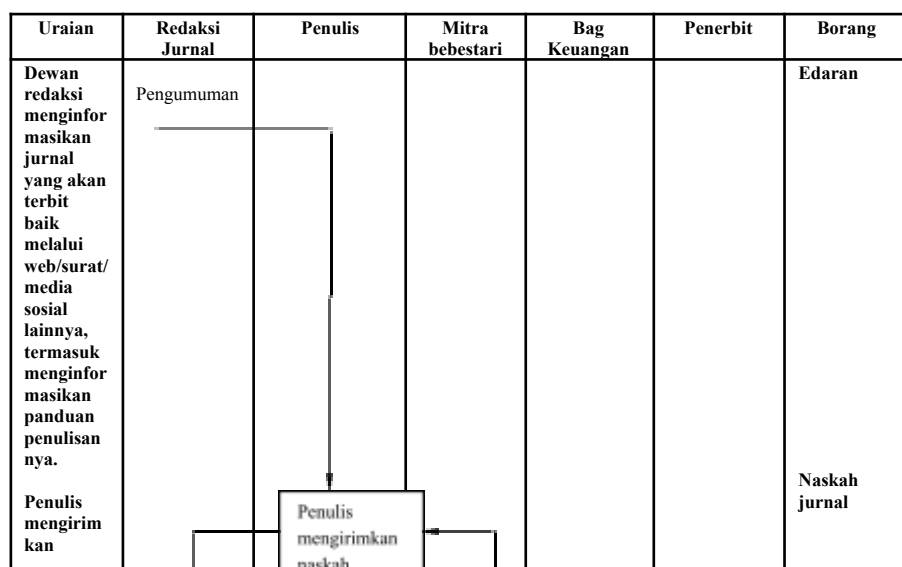 Uraian
Redaksi
Jurnal
Penulis
Mitra
bebestari
Bag
Keuangan
Penerbit
Borang
Dewan
redaksi
menginfor
masikan
jurnal
yang akan
terbit
baik
melalui
web/surat/
media
sosial
lainnya,
termasuk
menginfor
masikan
panduan
penulisan
nya.
Penulis
mengirim
kan
Pengumuman
Penulis
mengirimkan
naskah
Edaran
Naskah
jurnal